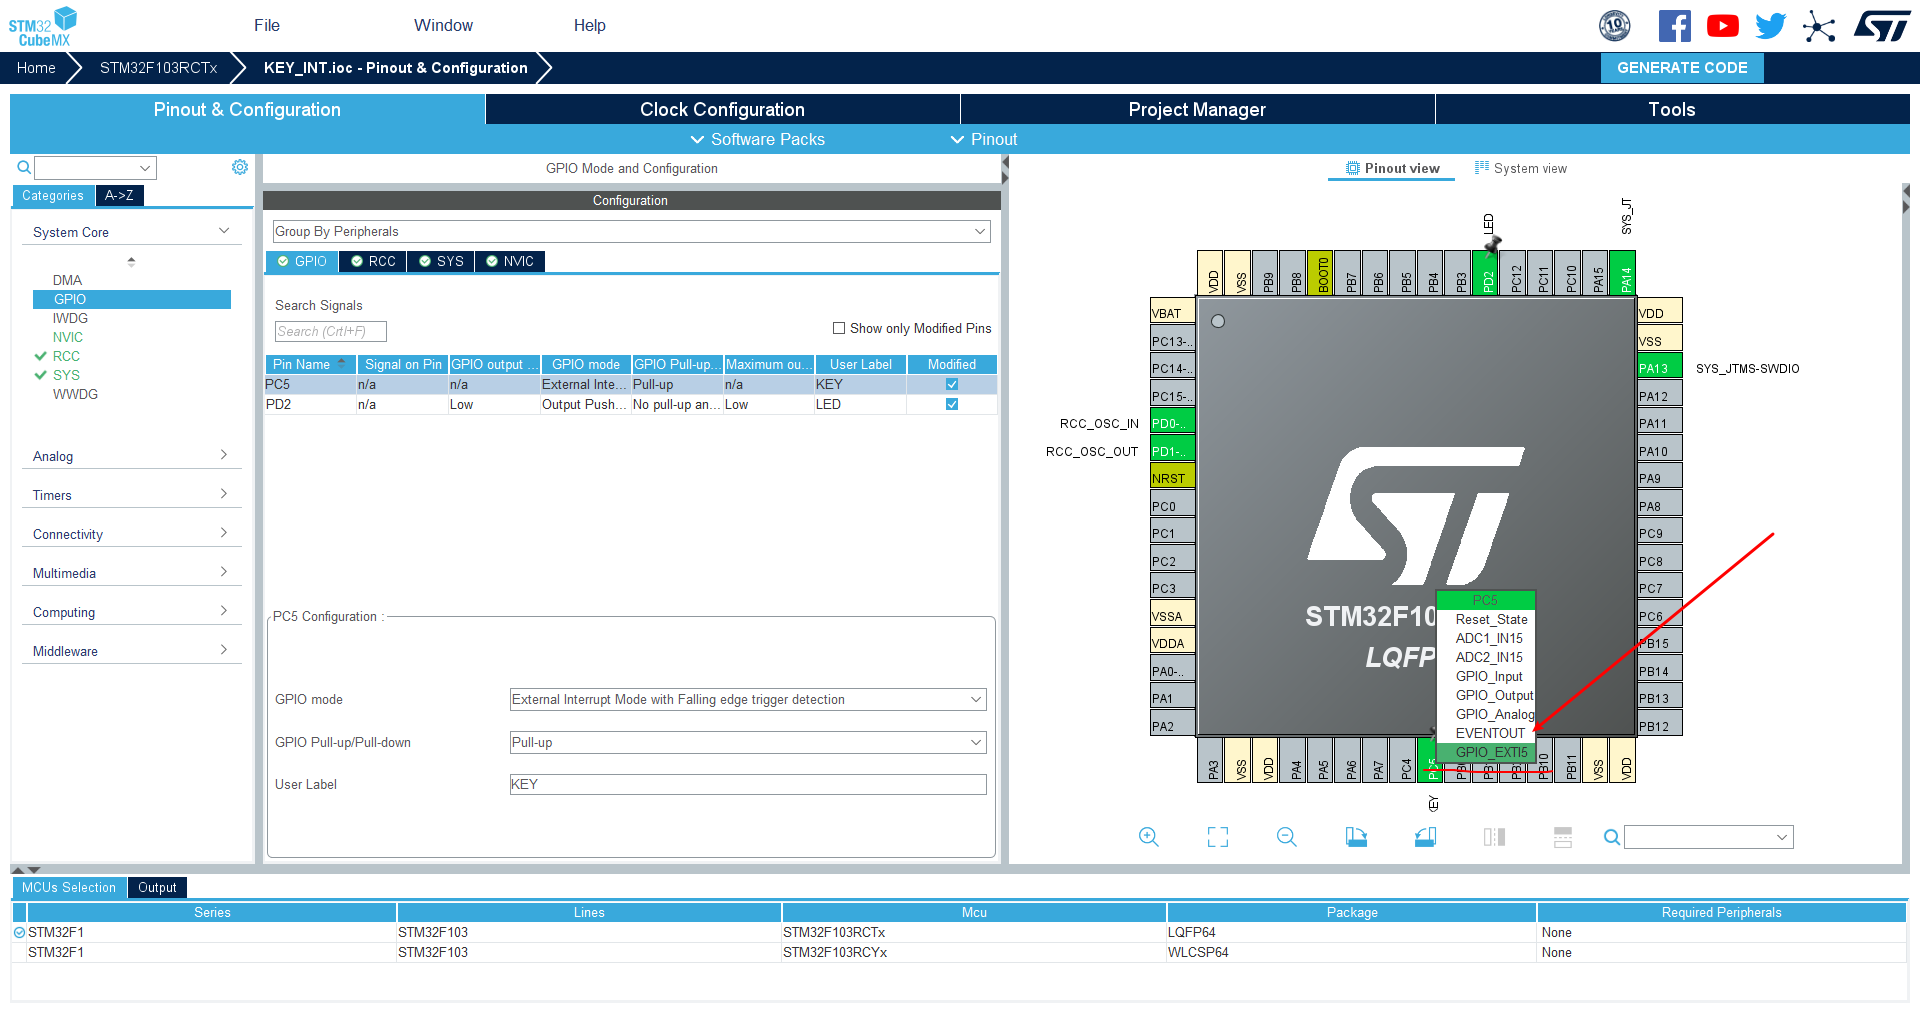 STM32
CubeMX
File
Window
Help
10
Home
STM32F103RCTx
KEY_INT.ioc - Pinout & Configuration
GENERATE CODE
Pinout & Configuration
Clock Configuration
Project Manager
Tools
Software Packs
Pinout
Categories
A->Z
System Core
DMA
GPIO
IWDG
NVIC
RCC
SYS
WWDG
Analog
Timers
Connectivity
Multimedia
Computing
Middleware
GPIO Mode and Configuration
Configuration
Group By Peripherals
GPIO
RCC
SYS
NVIC
Search Signals
Search (Crtl+F)
Show only Modified Pins
Pin Name Signal on Pin GPIO output ... GPIO mode GPIO Pull-up... Maximum ou... User Label Modified
PC5 n/a n/a External Inte... Pull-up n/a KEY
PD2 n/a Low Output Push... No pull-up an... Low LED
PC5 Configuration :
GPIO mode
External Interrupt Mode with Falling edge trigger detection
GPIO Pull-up/Pull-down
Pull-up
User Label
KEY
Pinout view
System view
LED
SYS_JT
VDD
VSS
PB9
PB8
BOOT0
PB7
PB6
PB5
PB4
PB3
PD2
PC12
PC11
PC10
PA15
PA14
VBAT
PC13-..
PC14-..
PC15-..
RCC_OSC_IN
PD0-..
RCC_OSC_OUT
PD1-..
NRST
PC0
PC1
PC2
PC3
VSSA
VDDA
PA0-..
PA1
PA2
VDD
VSS
PA13
SYS_JTMS-SWDIO
PA12
PA11
PA10
PA9
PA8
PC9
PC8
PC7
PC6
PB15
PB14
PB13
PB12
ST
STM32F10
LQFP
PC5
Reset_State
ADC1_IN15
ADC2_IN15
GPIO_Input
GPIO_Output
GPIO_Analog
EVENTOUT
GPIO_EXTI5
PA3
VSS
VDD
PA4
PA5
PA6
PA7
PC4
PB10
PB11
VSS
VDD
KEY
MCUs Selection
Output
Series Lines Mcu Package Required Peripherals
STM32F1 STM32F103 STM32F103RCTx LQFP64 None
STM32F1 STM32F103 STM32F103RCYx WLCSP64 None